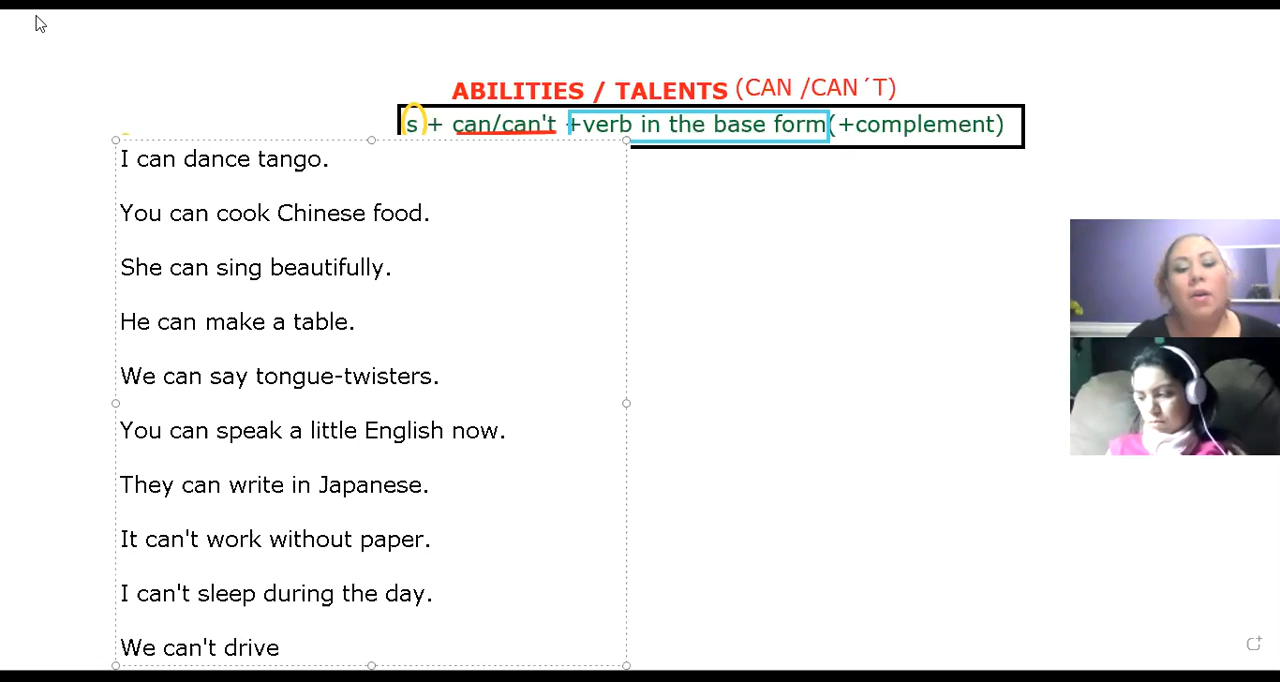 ABILITIES / TALENTS (CAN /CAN´T)
s + can/can't +verb in the base form(+complement)
I can dance tango.
You can cook Chinese food.
She can sing beautifully.
He can make a table.
We can say tongue-twisters.
You can speak a little English now.
They can write in Japanese.
It can't work without paper.
I can't sleep during the day.
We can't drive